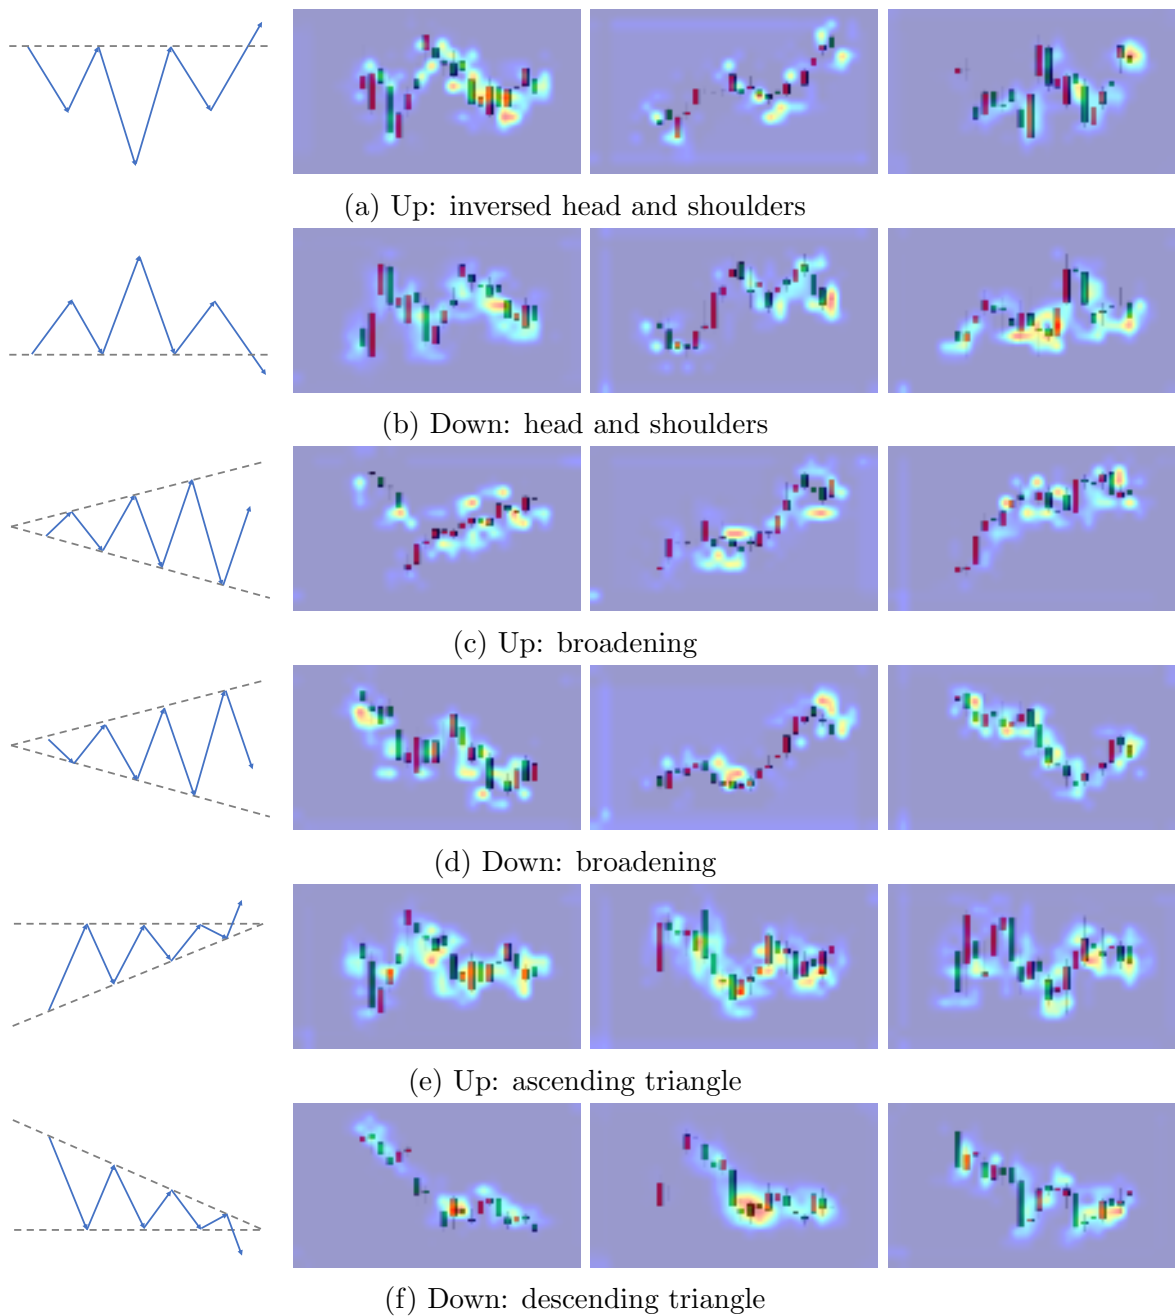 (a) Up: inversed head and shoulders
(b) Down: head and shoulders
(c) Up: broadening
(d) Down: broadening
(e) Up: ascending triangle
(f) Down: descending triangle